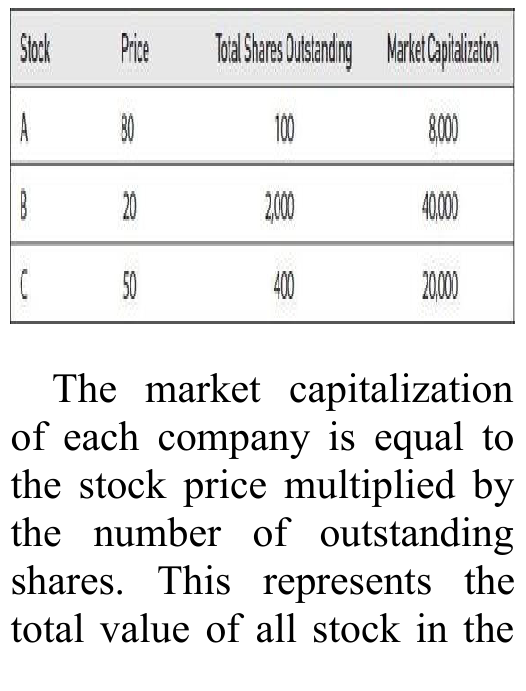 Stock Price Total Shares Outstanding Market Capitalization
A 80 100 8,000
B 20 2,000 40,000
C 50 400 20,000
The market capitalization
of each company is equal to
the stock price multiplied by
the number of outstanding
shares. This represents the
total value of all stock in the